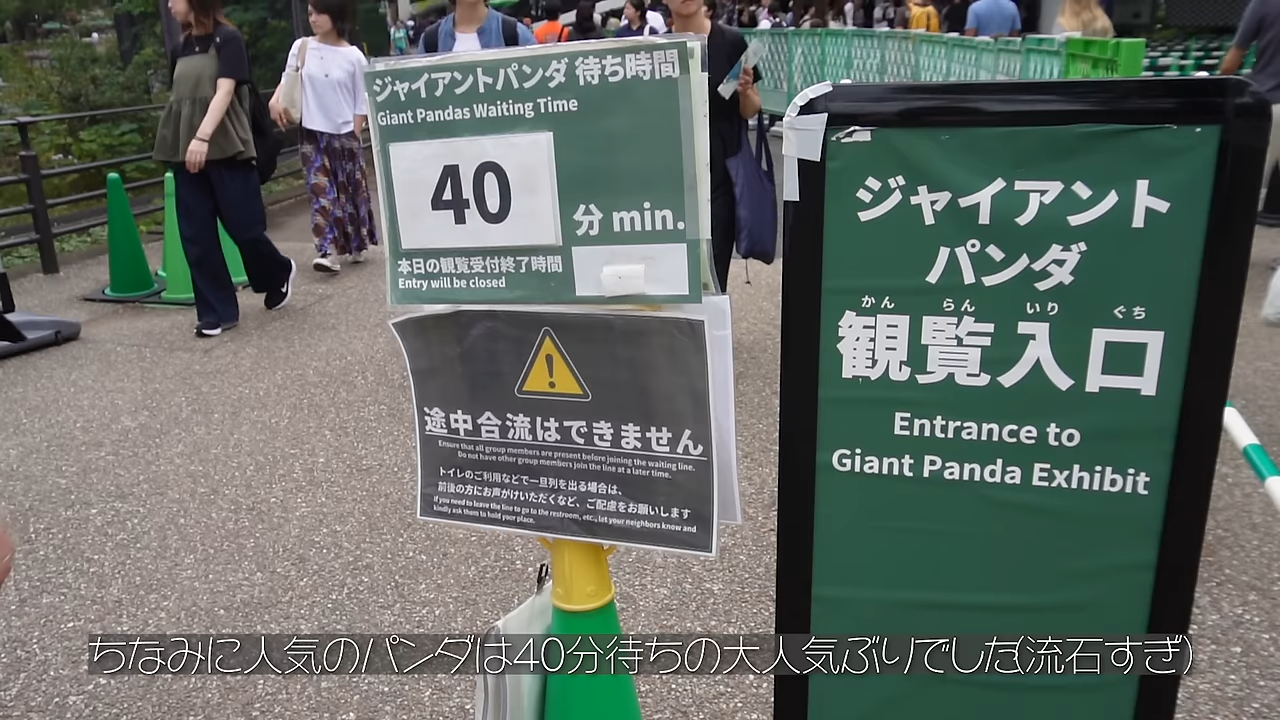 ジャイアントパンダ 待ち時間
Giant Pandas Waiting Time
40
分 min.
本日の観覧受付終了時間
Entry will be closed
途中合流はできません
Ensure that all group members are present before joining the waiting line.
Do not have other group members join the line at a later time.
トイレのご利用などで一旦列を出る場合は、
前後の方にお声がけいただくなど、ご配慮をお願いします
If you need to leave the line to go to the restroom, etc., let your neighbors know and
kindly ask them to hold your place.
ジャイアント
パンダ
かん らん いり ぐち
観覧入口
Entrance to
Giant Panda Exhibit
ちなみに人気のパンダは40分待ちの大人気ぶりでした(流石すぎ)